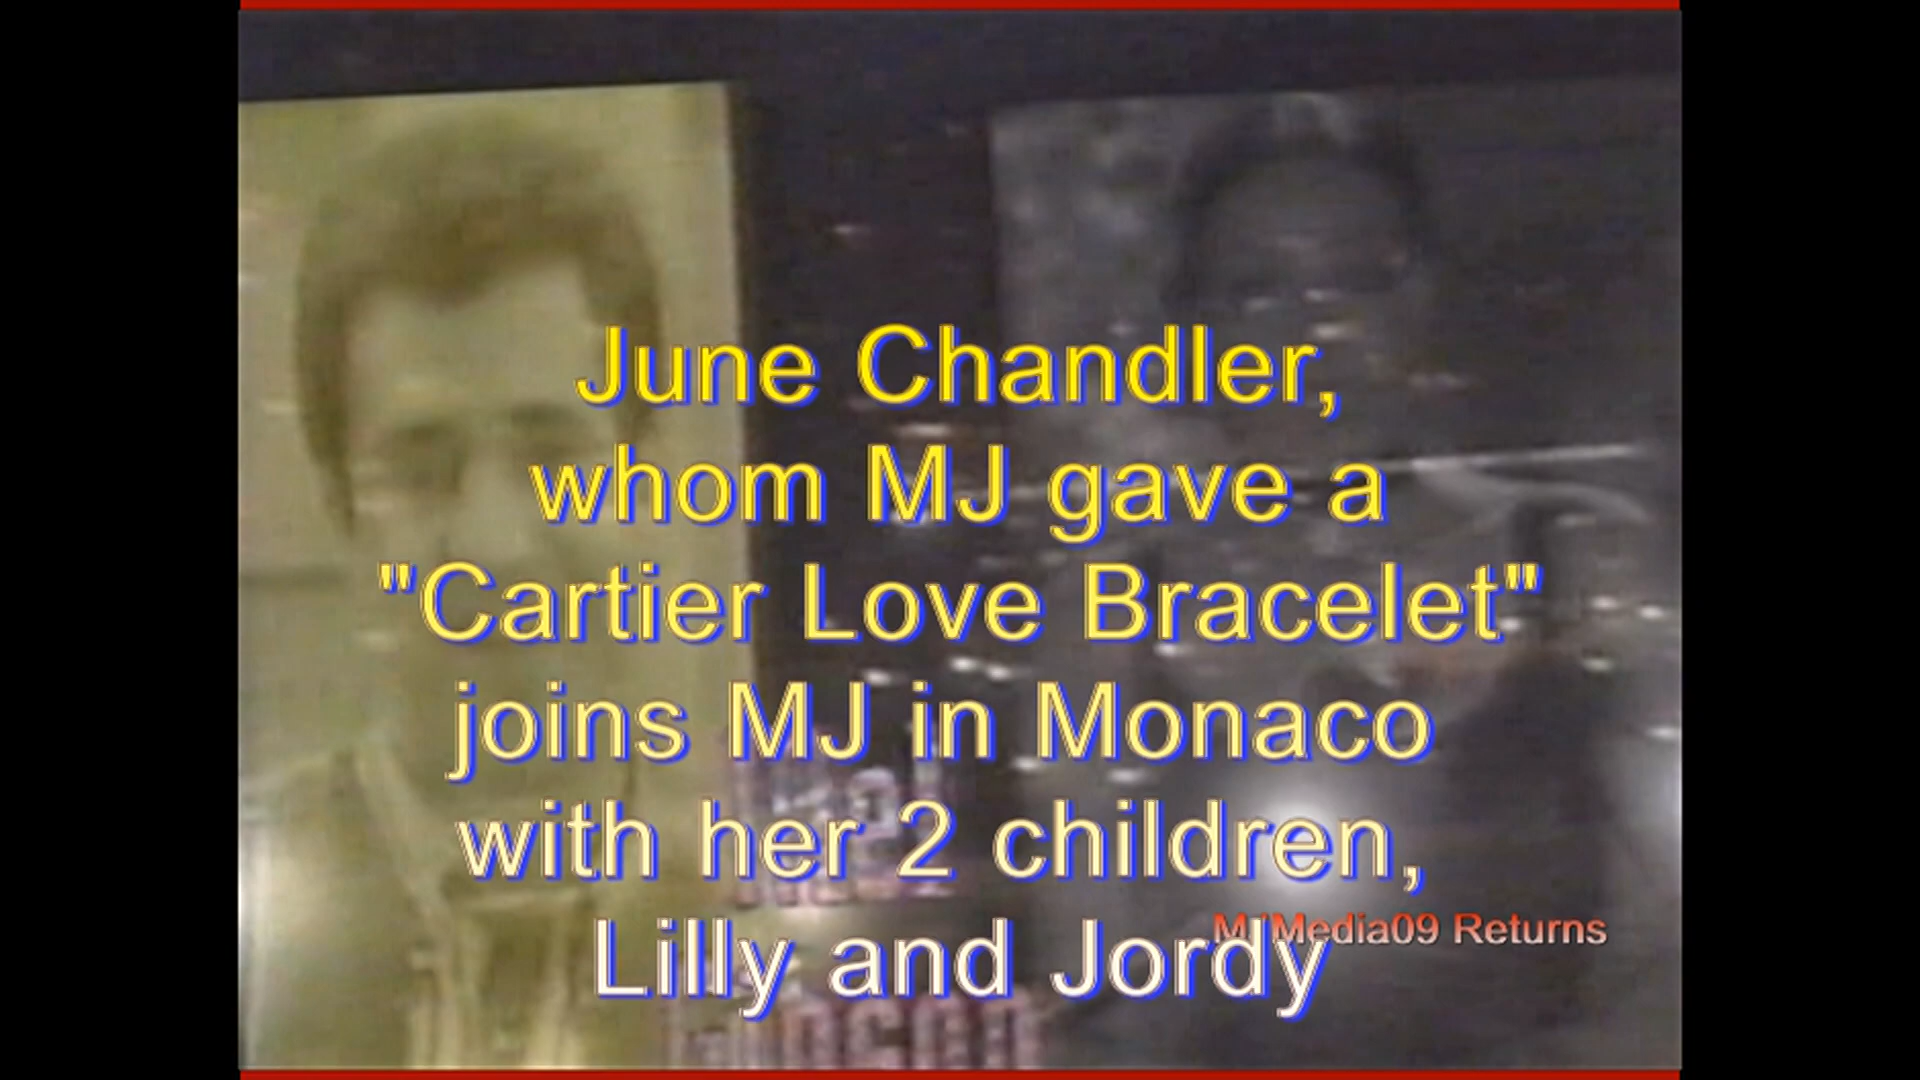 June Chandler,
whom MJ gave a
"Cartier Love Bracelet"
joins MJ in Monaco
with her 2 children,
Lilly and Jordy
MJMedia09 Returns